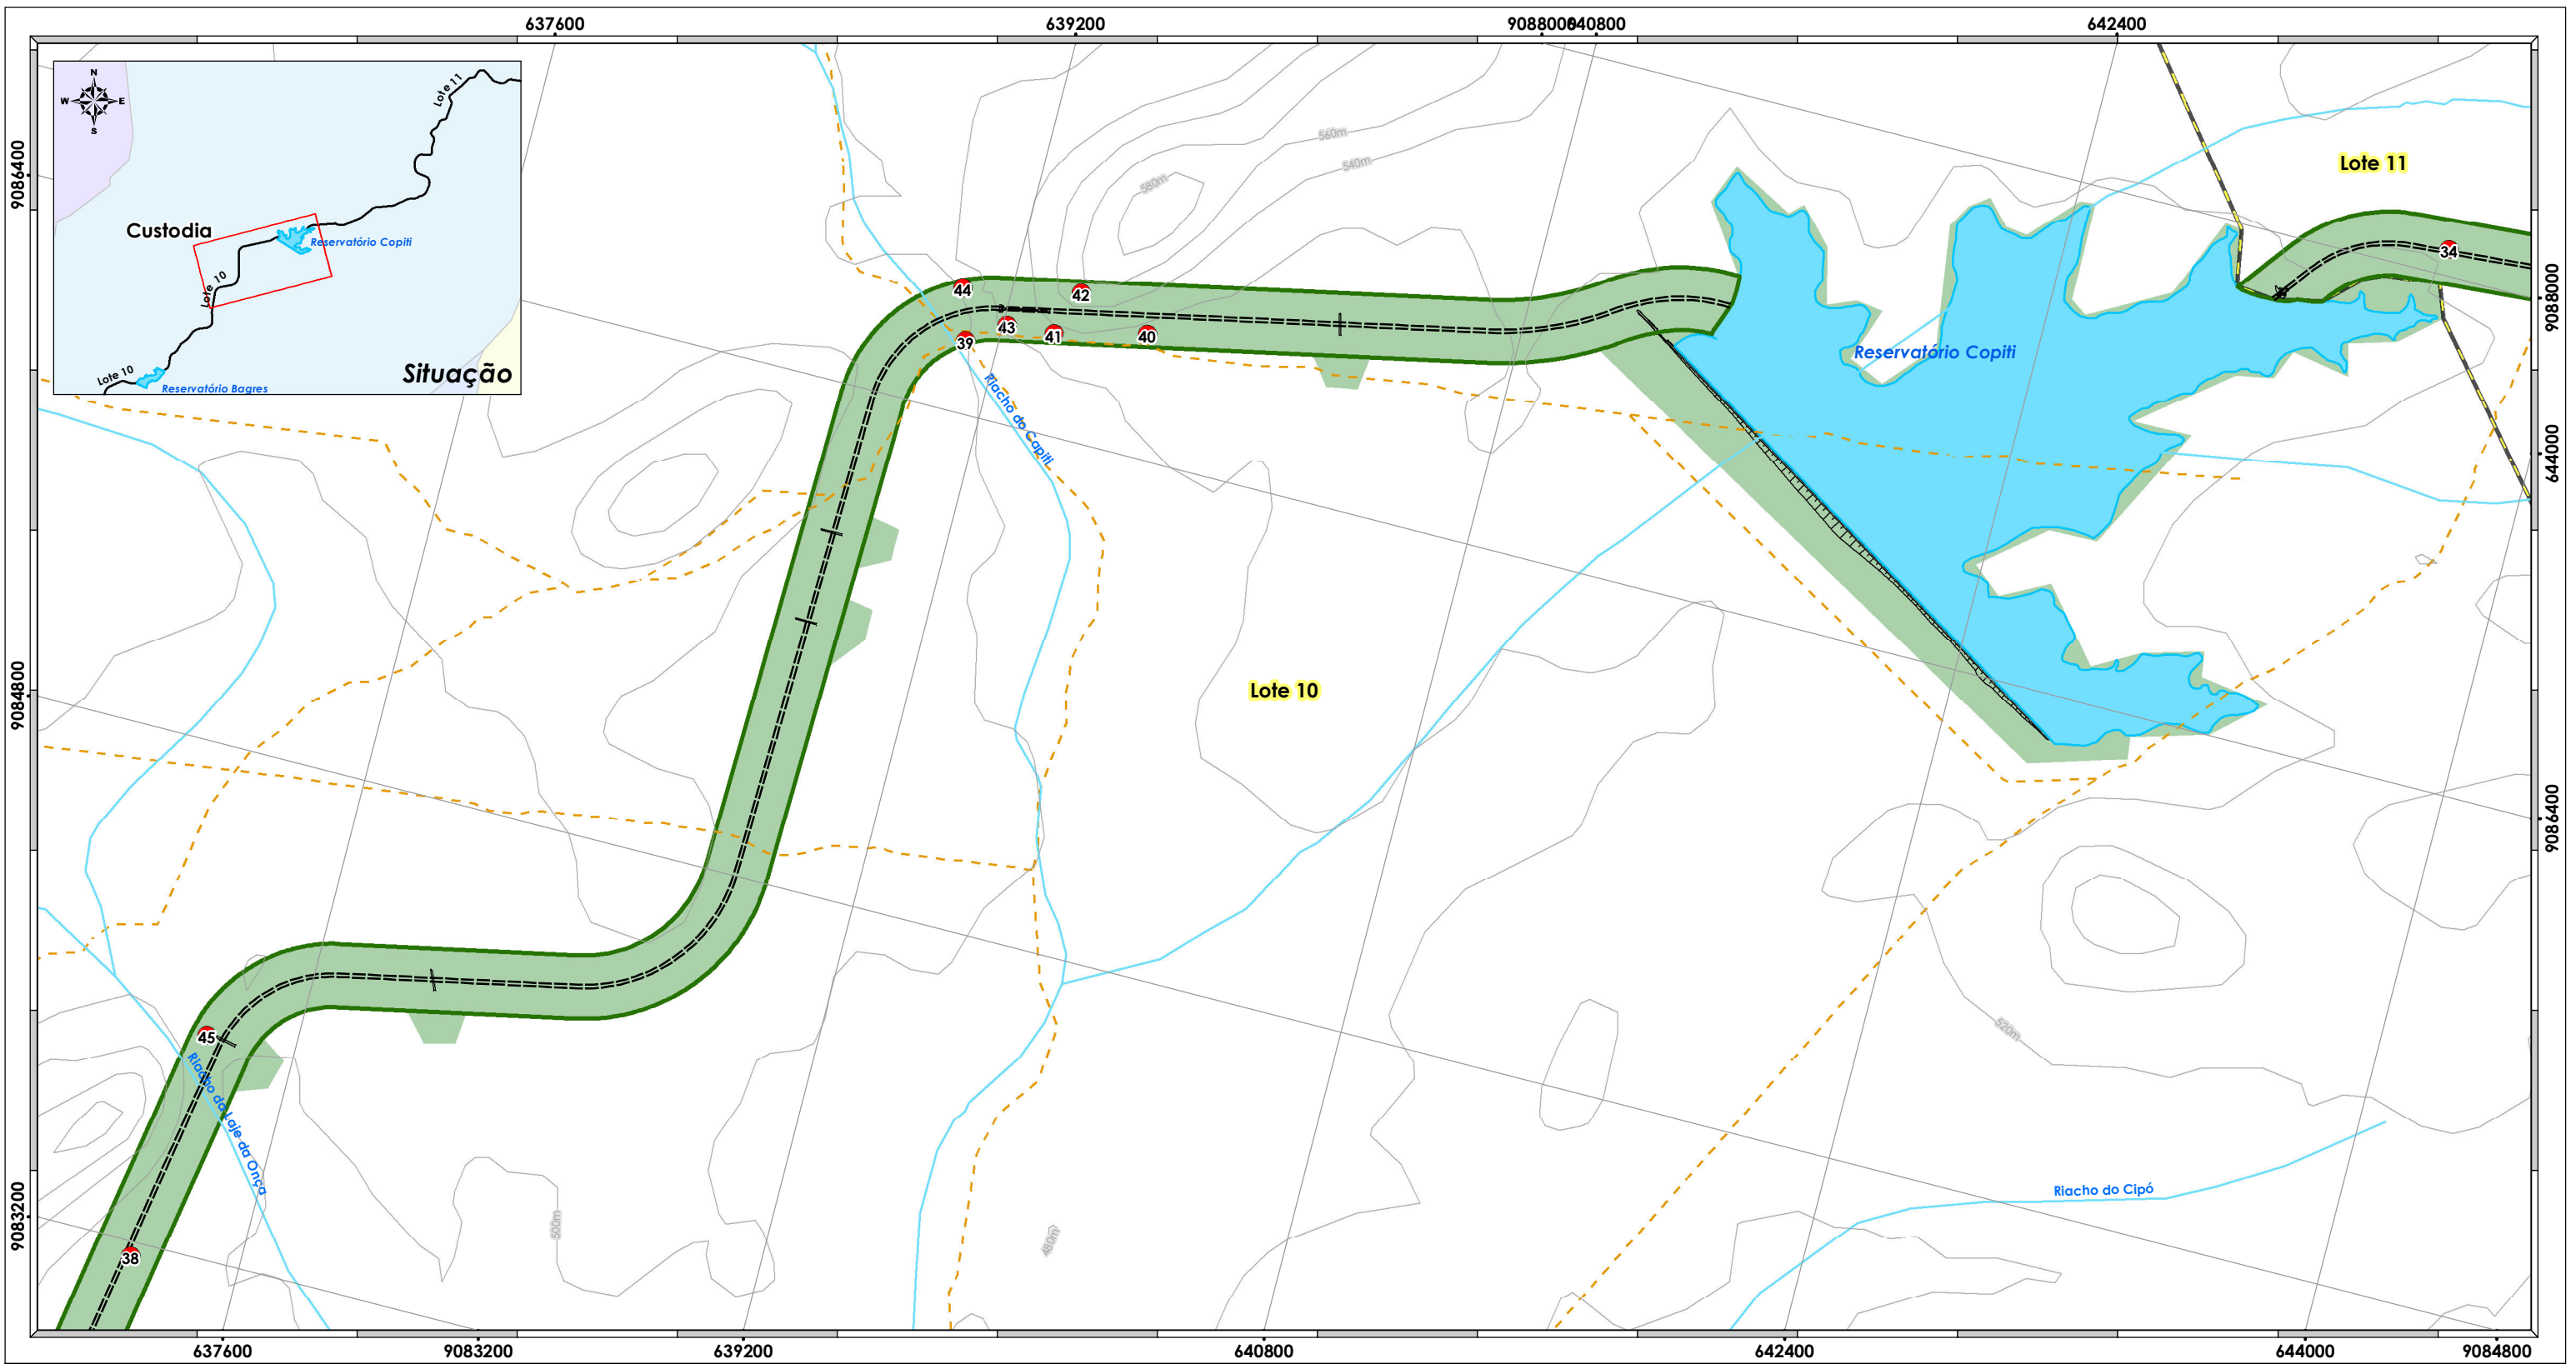 637600
639200
9088000
640800
642400
9086400
9084800
9083200
N
W
E
S
Lote 11
Custodia
Reservatório Copiti
Lote 10
Lote 10
Reservatório Bagres
Situação
560m
540m
580m
Lote 11
34
44
42
43
41
40
39
Riacho do Capiti
Reservatório Copiti
Lote 10
45
Riacho da Laje da Onça
38
500m
480m
520m
Riacho do Cipó
9088000
644000
9086400
637600
9083200
639200
640800
642400
644000
9084800